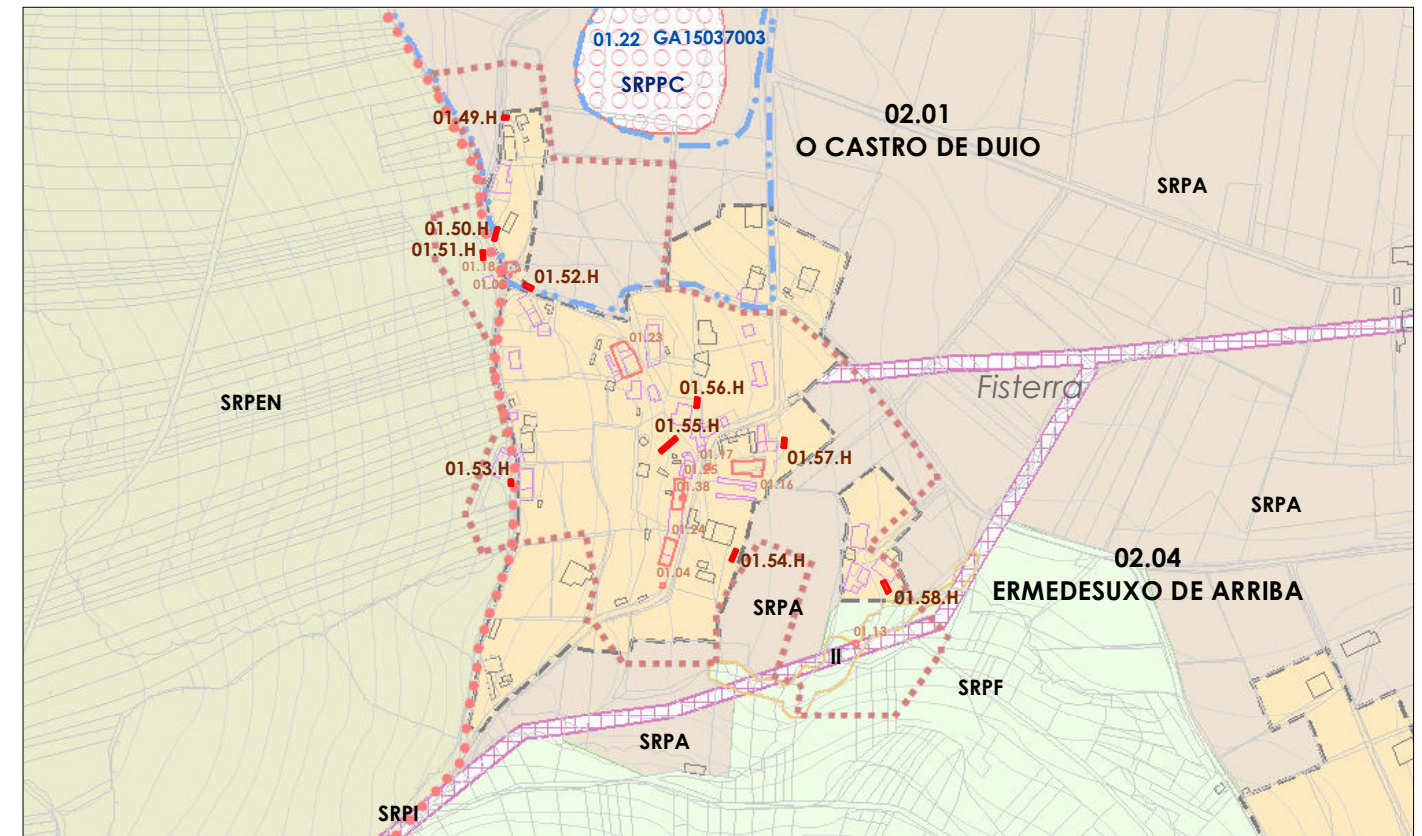 01.22 GA15037003
SRPPC
01.49.H
02.01
O CASTRO DE DUIO
SRPA
01.50.H
01.51.H
01.18
01.52.H
01.23
Fisterra
SRPEN
01.56.H
01.55.H
01.17
01.57.H
01.53.H
01.25
01.38
01.16
SRPA
01.24
01.54.H
02.04
ERMEDESUXO DE ARRIBA
01.04
01.58.H
SRPA
01.13
II
SRPF
SRPA
SRPI